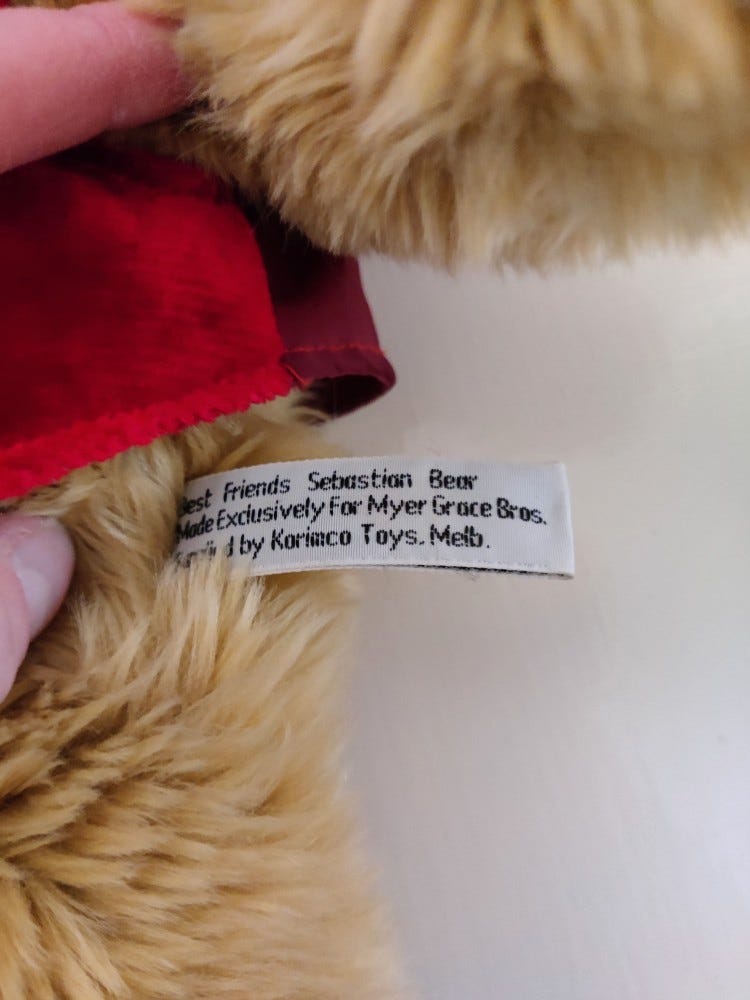 Best Friends Sebastian Bear
Made Exclusively For Myer Grace Bros.
by Korimco Toys. Melb.